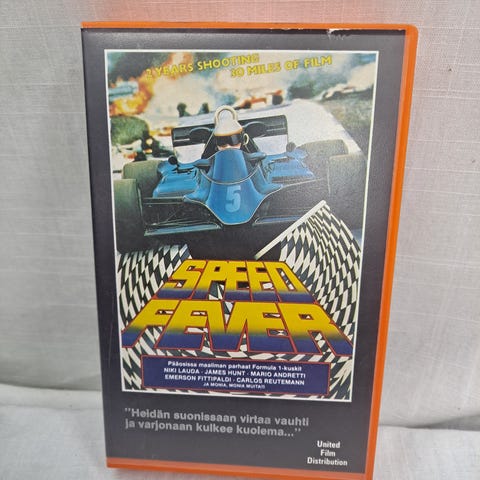 2 YEARS SHOOTING
30 MILES OF FILM
5
SPEED
FEVER
Pääosissa maailman parhaat Formula 1-kuskit
NIKI LAUDA · JAMES HUNT · MARIO ANDRETTI
EMERSON FITTIPALDI · CARLOS REUTEMANN
JA MONIA, MONIA MUITA!!!
"Heidän suonissaan virtaa vauhti
ja varjonaan kulkee kuolema..."
United
Film
Distribution